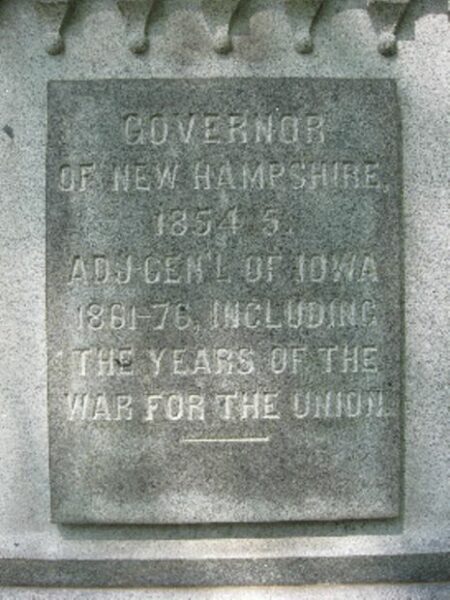 GOVERNOR
OF NEW HAMPSHIRE,
1854-5.
ADJ-GEN'L OF IOWA
1861-76, INCLUDING
THE YEARS OF THE
WAR FOR THE UNION.